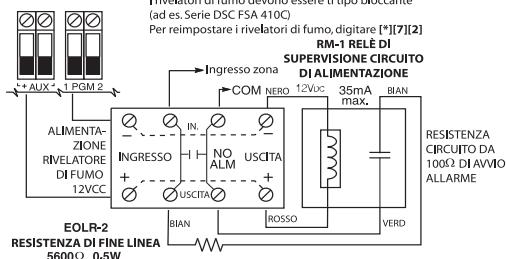 I rivelatori di fumo devono essere ti tipo bloccante
(ad es. Serie DSC FSA 410C)
Per reimpostare i rivelatori di fumo, digitare [*][7][2]
RM-1 RELÈ DI
SUPERVISIONE CIRCUITO
DI ALIMENTAZIONE
Ingresso zona
+ AUX -
1 PGM 2
COM NERO 12VDC 35mA max. BIAN
ALIMENTA-
ZIONE
RIVELATORE
DI FUMO
12VCC
- IN. -
INGRESSO
NO
ALM
USCITA
+ USCITA +
RESISTENZA
CIRCUITO DA
100Ω DI AVVIO
ALLARME
BIAN
ROSSO
VERD
EOLR-2
RESISTENZA DI FINE LINEA
5600Ω 0,5W